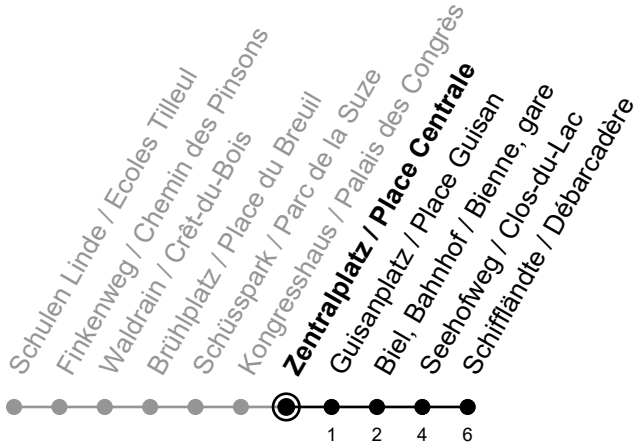 Schulen Linde / Ecoles Tilleul
Finkenweg / Chemin des Pinsons
Waldrain / Crêt-du-Bois
Brühlplatz / Place du Breuil
Schüsspark / Parc de la Suze
Kongresshaus / Palais des Congrès
Zentralplatz / Place Centrale
Guisanplatz / Place Guisan
Biel, Bahnhof / Bienne, gare
Seehofweg / Clos-du-Lac
Schiffländte / Débarcadère
1 2 4 6